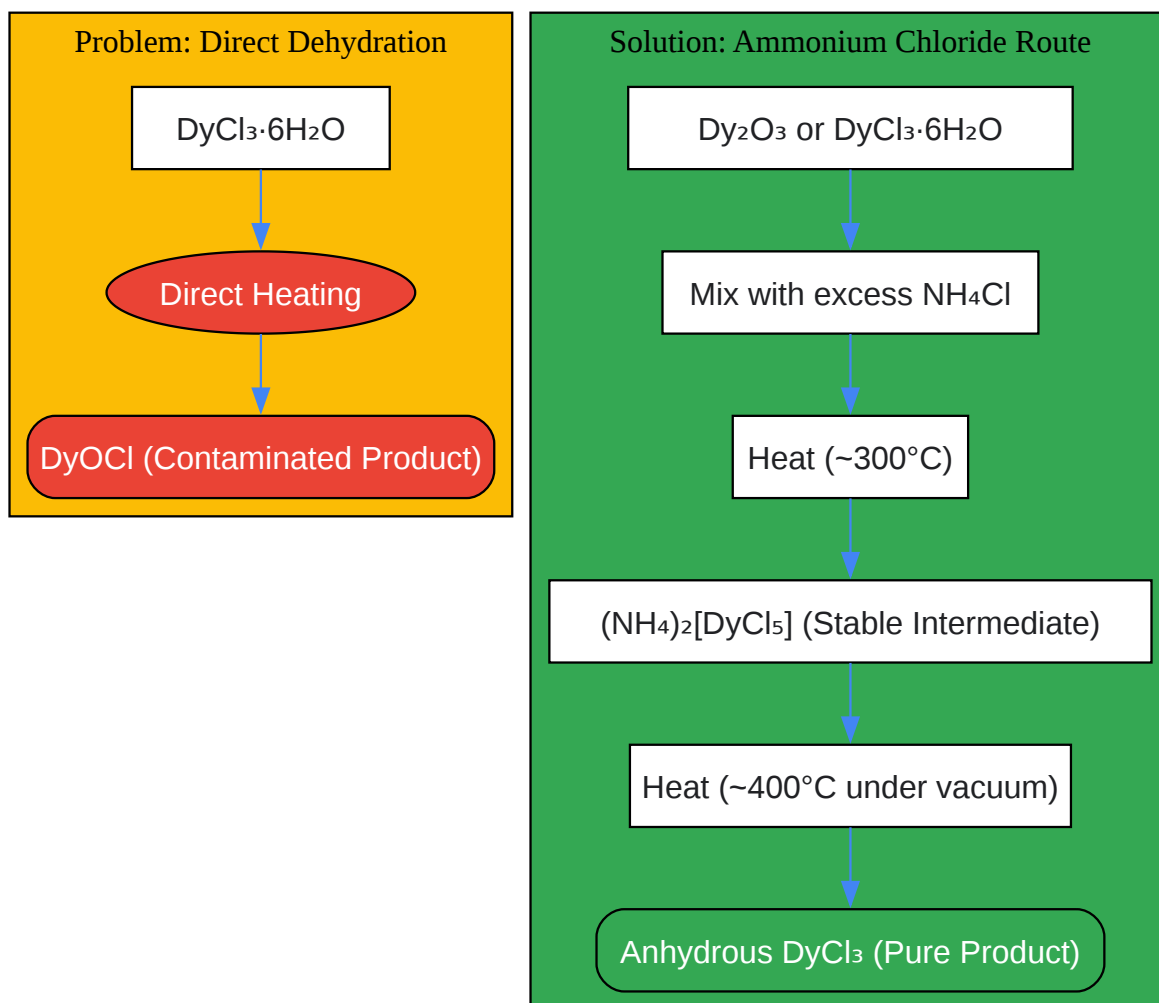 Problem: Direct Dehydration
DyCl₃·6H₂O
Direct Heating
DyOCl (Contaminated Product)
Solution: Ammonium Chloride Route
Dy₂O₃ or DyCl₃·6H₂O
Mix with excess NH₄Cl
Heat (~300°C)
(NH₄)₂[DyCl₅] (Stable Intermediate)
Heat (~400°C under vacuum)
Anhydrous DyCl₃ (Pure Product)